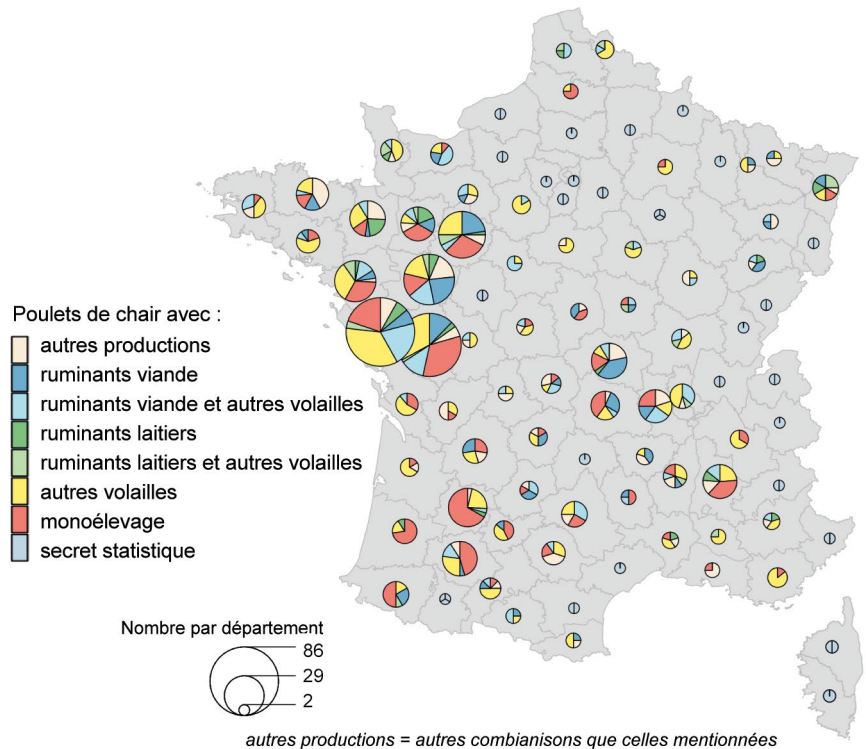 Poulets de chair avec :
autres productions
ruminants viande
ruminants viande et autres volailles
ruminants laitiers
ruminants laitiers et autres volailles
autres volailles
monoélevage
secret statistique
Nombre par département
86
29
2
autres productions = autres combianisons que celles mentionnées